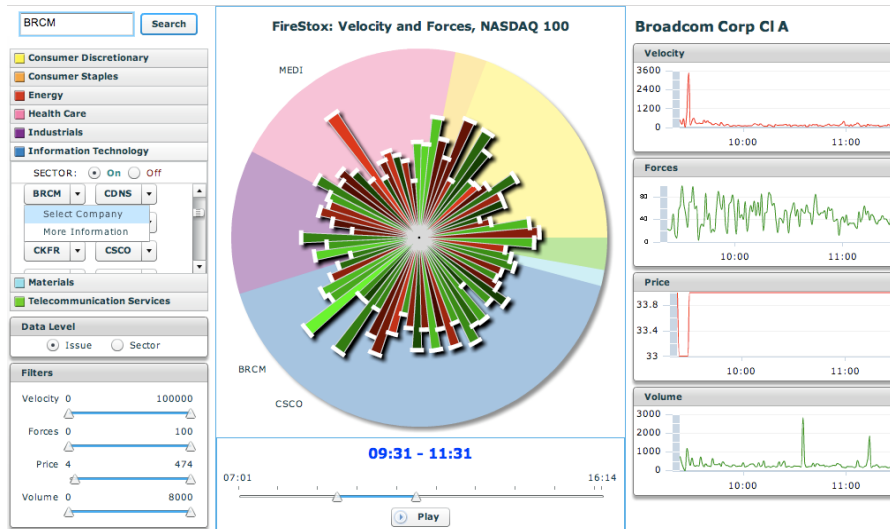 BRCM
Search
Consumer Discretionary
Consumer Staples
Energy
Health Care
Industrials
Information Technology
SECTOR: On Off
BRCM CDNS
Select Company
More Information
CKFR CSCO
Materials
Telecommunication Services
Data Level
Issue Sector
Filters
Velocity 0 100000
Forces 0 100
Price 4 474
Volume 0 8000
FireStox: Velocity and Forces, NASDAQ 100
MEDI
BRCM
CSCO
09:31 - 11:31
07:01 16:14
Play
Broadcom Corp Cl A
Velocity
3600
2400
1200
0
10:00 11:00
Forces
80
40
0
10:00 11:00
Price
33.8
33.4
33
10:00 11:00
Volume
3000
2000
1000
0
10:00 11:00